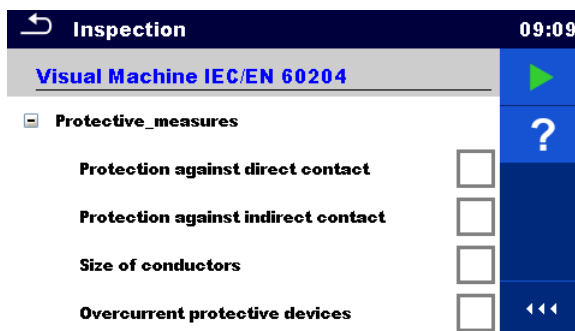 Inspection 09:09
Visual Machine IEC/EN 60204
Protective_measures
?
Protection against direct contact
Protection against indirect contact
Size of conductors
Overcurrent protective devices